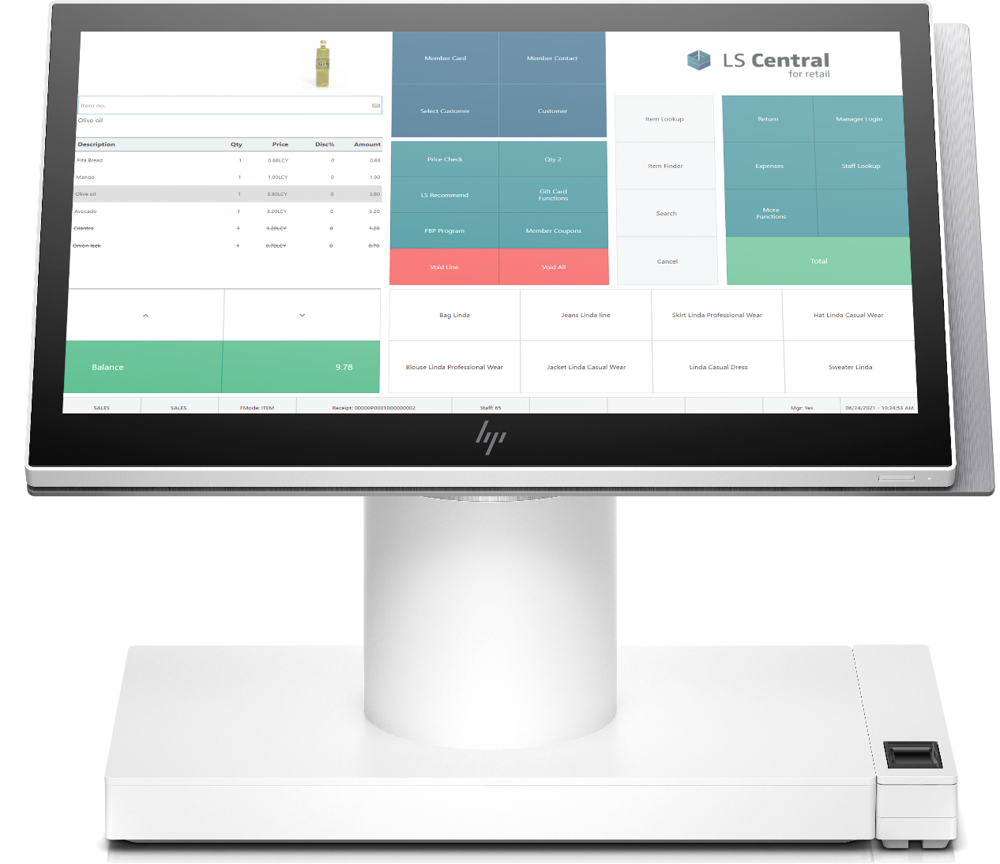 Member Card
Member Contact
LS Central
for retail
Item no.
Select Customer
Customer
Olive oil
Item Lookup
Return
Manager Login
Description Qty Price Disc% Amount
Pita Bread 1 0.88LCY 0 0.88
Price Check
Qty 2
Item Finder
Expenses
Staff Lookup
Mango 1 1.90LCY 0 1.90
Olive oil 1 3.80LCY 0 3.80
LS Recommend
Gift Card
Functions
Avocado 1 3.20LCY 0 3.20
Search
More
Functions
Cilantro 1 1.20LCY 0 1.20
FBP Program
Member Coupons
Onion leek 1 0.70LCY 0 0.70
Void Line
Void All
Cancel
Total
Bag Linda
Jeans Linda line
Skirt Linda Professional Wear
Hat Linda Casual Wear
Balance 9.78
Blouse Linda Professional Wear
Jacket Linda Casual Wear
Linda Casual Dress
Sweater Linda
SALES SALES FMode: ITEM Receipt: 00000P0001000000002 Staff: 65 Mgr: Yes 06/24/2021 - 10:24:53 AM
hp